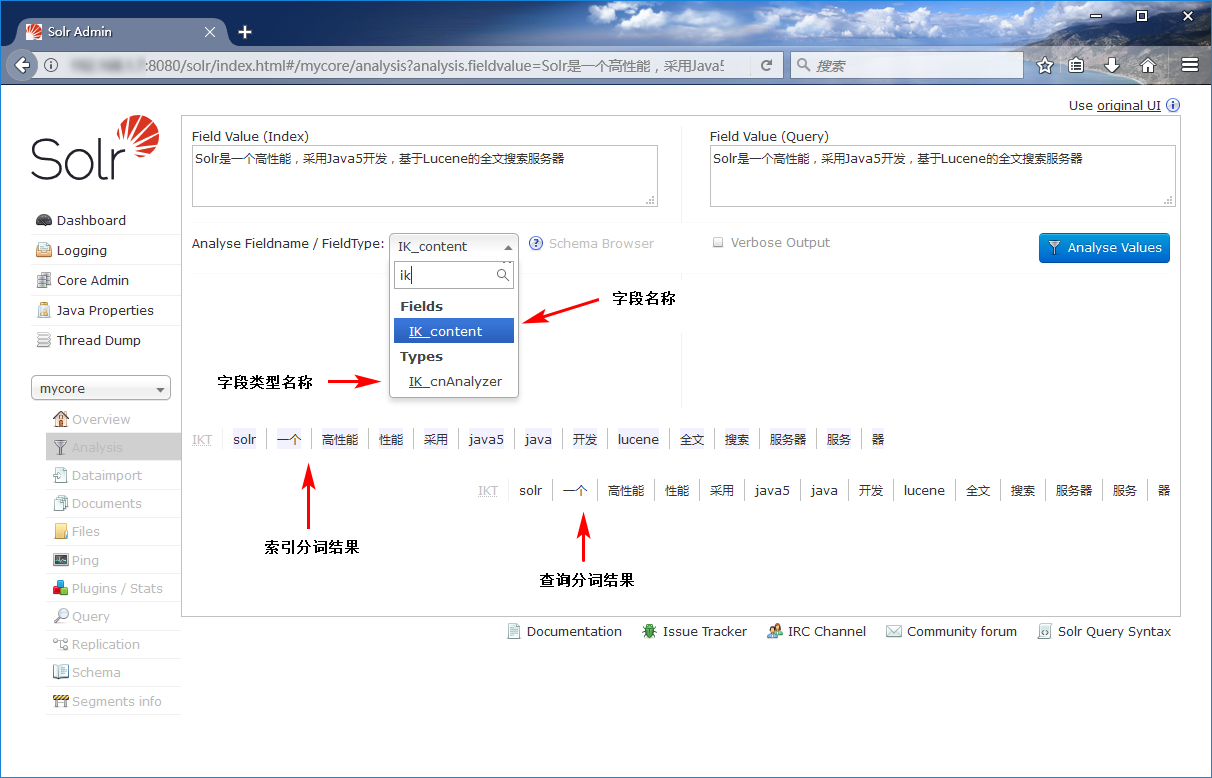 Solr Admin
:8080/solr/index.html#/mycore/analysis?analysis.fieldvalue=Solr是一个高性能，采用Java5
搜索
Use original UI
Solr
Field Value (Index)
Field Value (Query)
Solr是一个高性能，采用Java5开发，基于Lucene的全文搜索服务器
Solr是一个高性能，采用Java5开发，基于Lucene的全文搜索服务器
Dashboard
Logging
Core Admin
Java Properties
Thread Dump
mycore
Overview
Analysis
Dataimport
Documents
Files
Ping
Plugins / Stats
Query
Replication
Schema
Segments info
Analyse Fieldname / FieldType: IK_content
Schema Browser
Verbose Output
Analyse Values
ik
Fields
IK_content
Types
IK_cnAnalyzer
字段名称
字段类型名称
IKT solr 一个 高性能 性能 采用 java5 java 开发 lucene 全文 搜索 服务器 服务 器
IKT solr 一个 高性能 性能 采用 java5 java 开发 lucene 全文 搜索 服务器 服务 器
索引分词结果
查询分词结果
Documentation Issue Tracker IRC Channel Community forum Solr Query Syntax